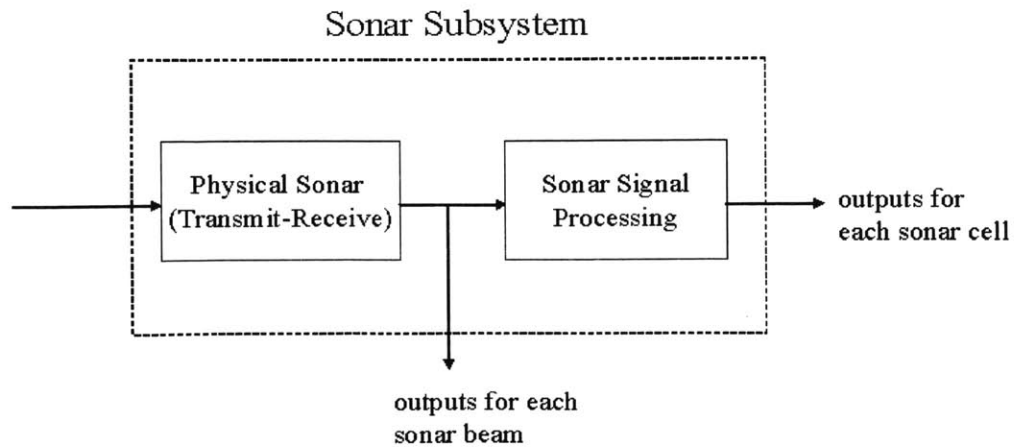 Sonar Subsystem
Physical Sonar
(Transmit-Receive)
Sonar Signal
Processing
outputs for
each sonar cell
outputs for each
sonar beam